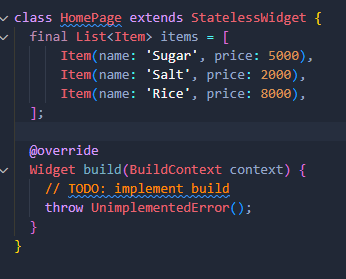 class HomePage extends StatelessWidget {
  final List<Item> items = [
      Item(name: 'Sugar', price: 5000),
      Item(name: 'Salt', price: 2000),
      Item(name: 'Rice', price: 8000),
  ];

  @override
  Widget build(BuildContext context) {
    // TODO: implement build
    throw UnimplementedError();
  }
}